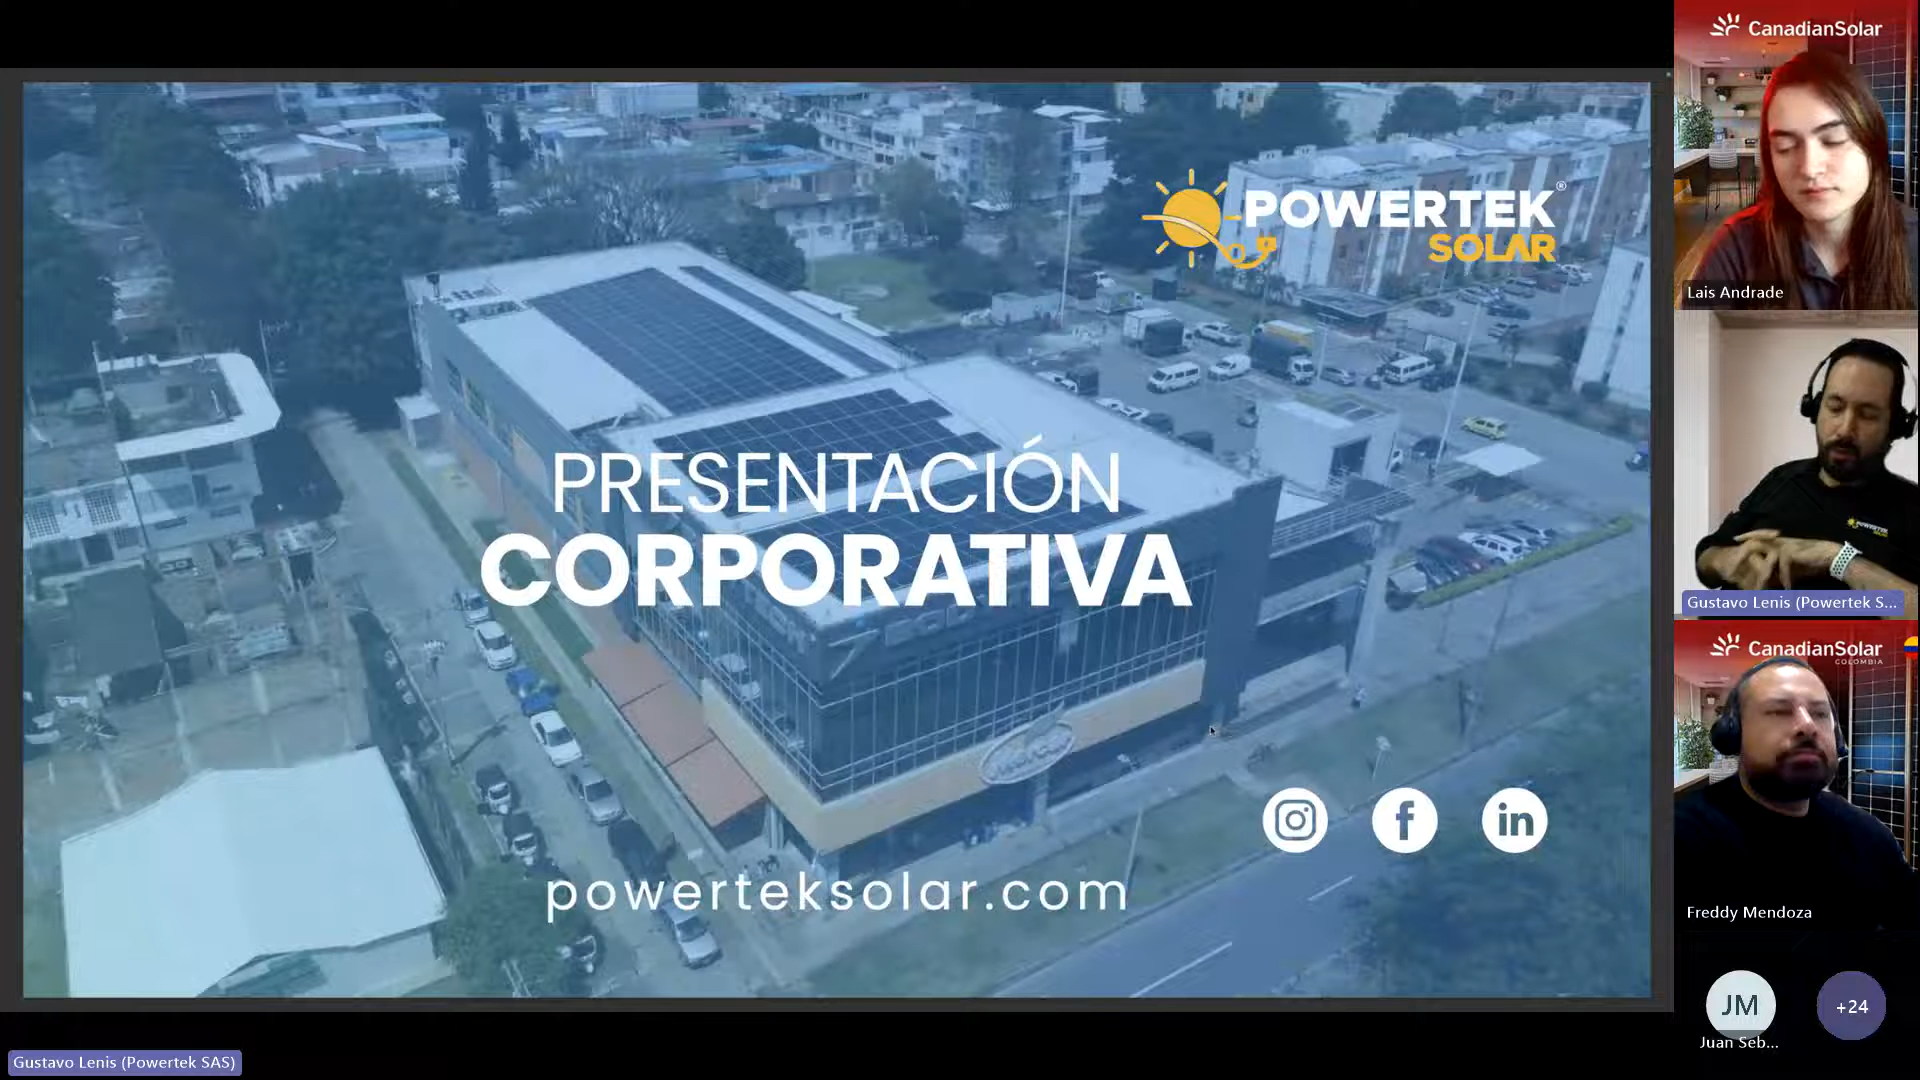 POWERTEK®
SOLAR
PRESENTACIÓN
CORPORATIVA
powerteksolar.com
Gustavo Lenis (Powertek SAS)
CanadianSolar
Lais Andrade
POWERTEK
Gustavo Lenis (Powertek S...
CanadianSolar
COLOMBIA
Freddy Mendoza
JM
Juan Seb...
+24